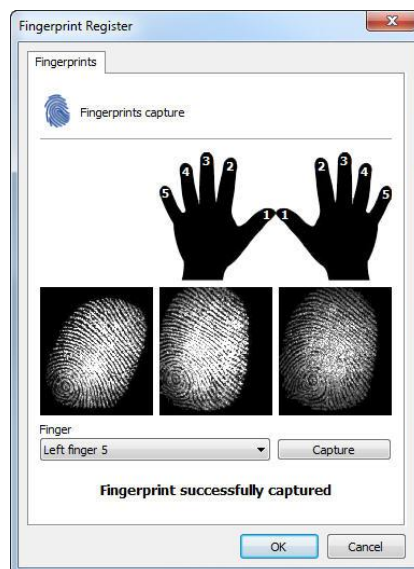 Fingerprint Register
Fingerprints
Fingerprints capture
5 4 3 2 1 1 2 3 4 5
Finger
Left finger 5
Capture
Fingerprint successfully captured
OK Cancel